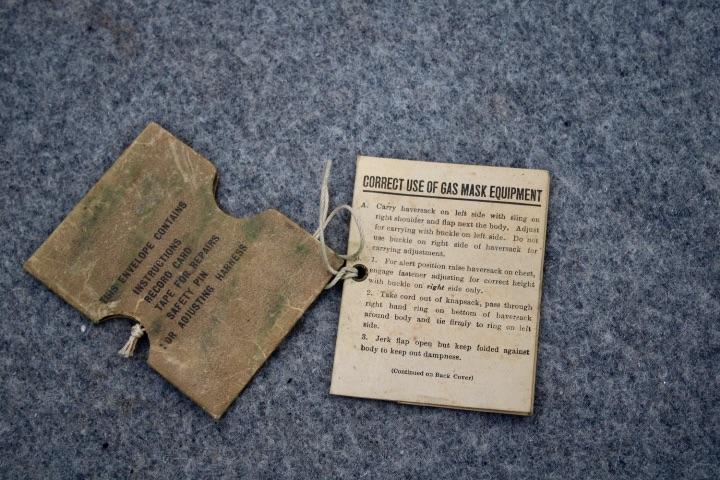 THIS ENVELOPE CONTAINS
INSTRUCTIONS
RECORD CARD
TAPE FOR REPAIRS
SAFETY PIN
FOR ADJUSTING HARNESS
CORRECT USE OF GAS MASK EQUIPMENT
A. Carry haversack on left side with sling on
right shoulder and flap next the body. Adjust
for carrying with buckle on left side. Do not
use buckle on right side of haversack for
carrying adjustment.
1. For alert position raise haversack on chest,
engage fastener adjusting for correct height
with buckle on right side only.
2. Take cord out of knapsack, pass through
right hand ring on bottom of haversack
around body and tie firmly to ring on left
side.
3. Jerk flap open but keep folded against
body to keep out dampness.
(Continued on Back Cover)